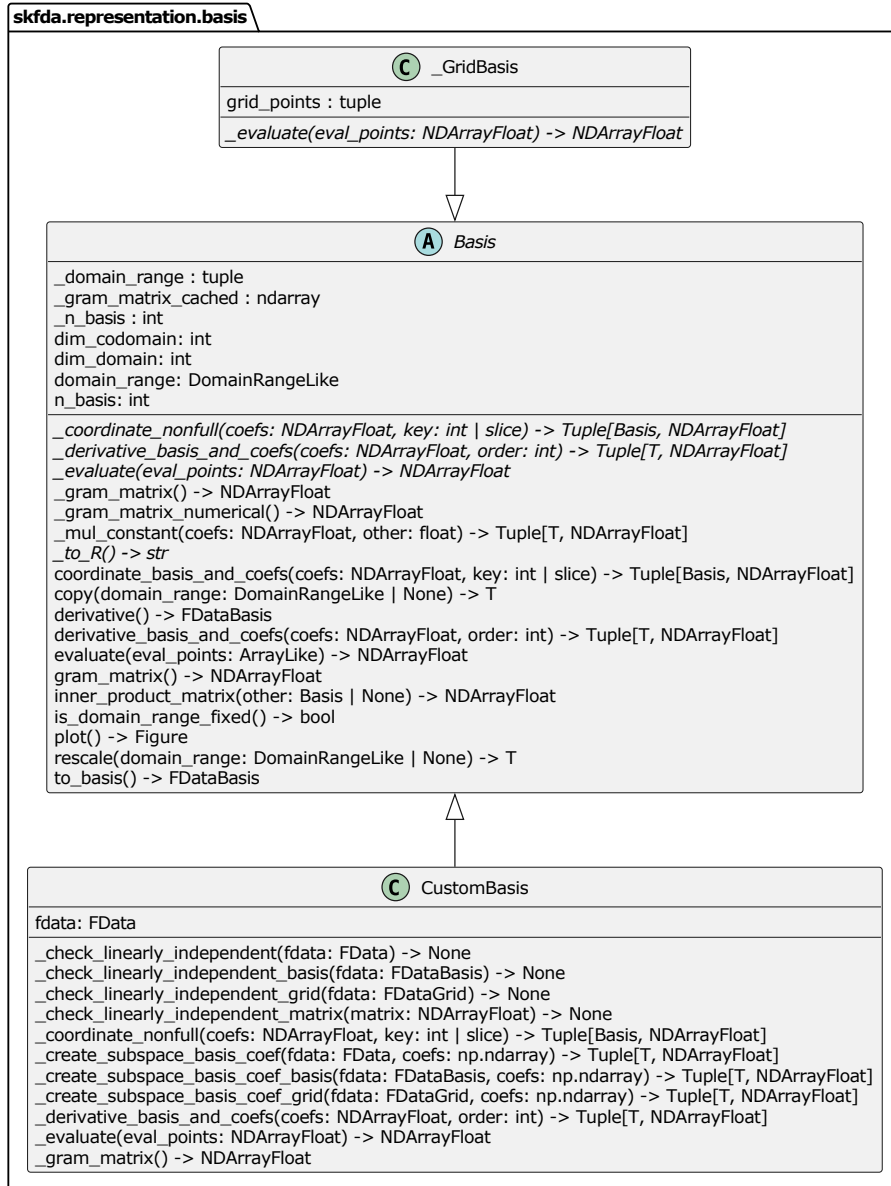 skfda.representation.basis
C _GridBasis
grid_points : tuple
_evaluate(eval_points: NDArrayFloat) -> NDArrayFloat
A Basis
_domain_range : tuple
_gram_matrix_cached : ndarray
_n_basis : int
dim_codomain: int
dim_domain: int
domain_range: DomainRangeLike
n_basis: int
_coordinate_nonfull(coefs: NDArrayFloat, key: int | slice) -> Tuple[Basis, NDArrayFloat]
_derivative_basis_and_coefs(coefs: NDArrayFloat, order: int) -> Tuple[T, NDArrayFloat]
_evaluate(eval_points: NDArrayFloat) -> NDArrayFloat
_gram_matrix() -> NDArrayFloat
_gram_matrix_numerical() -> NDArrayFloat
_mul_constant(coefs: NDArrayFloat, other: float) -> Tuple[T, NDArrayFloat]
_to_R() -> str
coordinate_basis_and_coefs(coefs: NDArrayFloat, key: int | slice) -> Tuple[Basis, NDArrayFloat]
copy(domain_range: DomainRangeLike | None) -> T
derivative() -> FDataBasis
derivative_basis_and_coefs(coefs: NDArrayFloat, order: int) -> Tuple[T, NDArrayFloat]
evaluate(eval_points: ArrayLike) -> NDArrayFloat
gram_matrix() -> NDArrayFloat
inner_product_matrix(other: Basis | None) -> NDArrayFloat
is_domain_range_fixed() -> bool
plot() -> Figure
rescale(domain_range: DomainRangeLike | None) -> T
to_basis() -> FDataBasis
C CustomBasis
fdata: FData
_check_linearly_independent(fdata: FData) -> None
_check_linearly_independent_basis(fdata: FDataBasis) -> None
_check_linearly_independent_grid(fdata: FDataGrid) -> None
_check_linearly_independent_matrix(matrix: NDArrayFloat) -> None
_coordinate_nonfull(coefs: NDArrayFloat, key: int | slice) -> Tuple[Basis, NDArrayFloat]
_create_subspace_basis_coef(fdata: FData, coefs: np.ndarray) -> Tuple[T, NDArrayFloat]
_create_subspace_basis_coef_basis(fdata: FDataBasis, coefs: np.ndarray) -> Tuple[T, NDArrayFloat]
_create_subspace_basis_coef_grid(fdata: FDataGrid, coefs: np.ndarray) -> Tuple[T, NDArrayFloat]
_derivative_basis_and_coefs(coefs: NDArrayFloat, order: int) -> Tuple[T, NDArrayFloat]
_evaluate(eval_points: NDArrayFloat) -> NDArrayFloat
_gram_matrix() -> NDArrayFloat